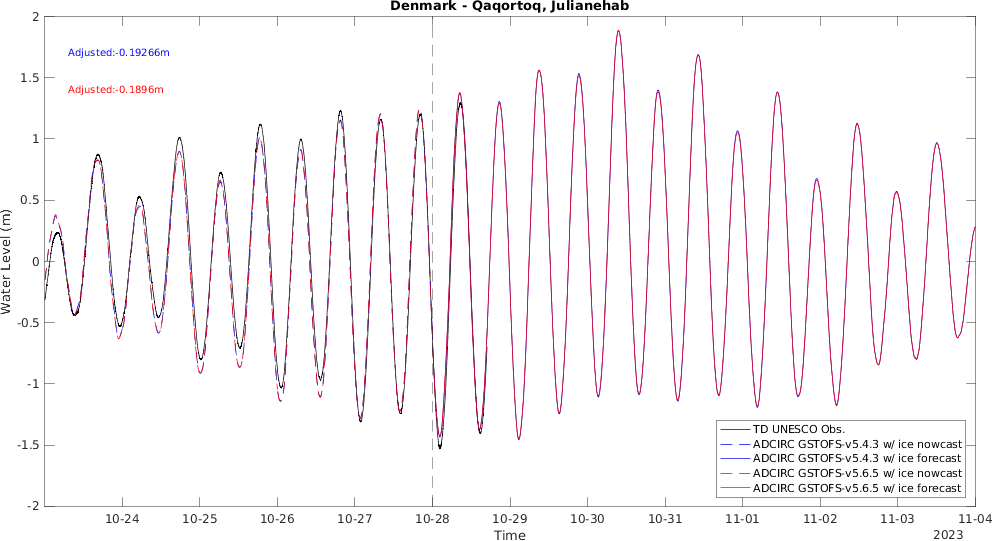 Denmark - Qaqortoq, Julianehab
Adjusted:-0.19266m
Adjusted:-0.1896m
2
1.5
1
0.5
0
-0.5
-1
-1.5
-2
Water Level (m)
TD UNESCO Obs.
ADCIRC GSTOFS-v5.4.3 w/ ice nowcast
ADCIRC GSTOFS-v5.4.3 w/ ice forecast
ADCIRC GSTOFS-v5.6.5 w/ ice nowcast
ADCIRC GSTOFS-v5.6.5 w/ ice forecast
10-24 10-25 10-26 10-27 10-28 10-29 10-30 10-31 11-01 11-02 11-03 11-04
Time
2023